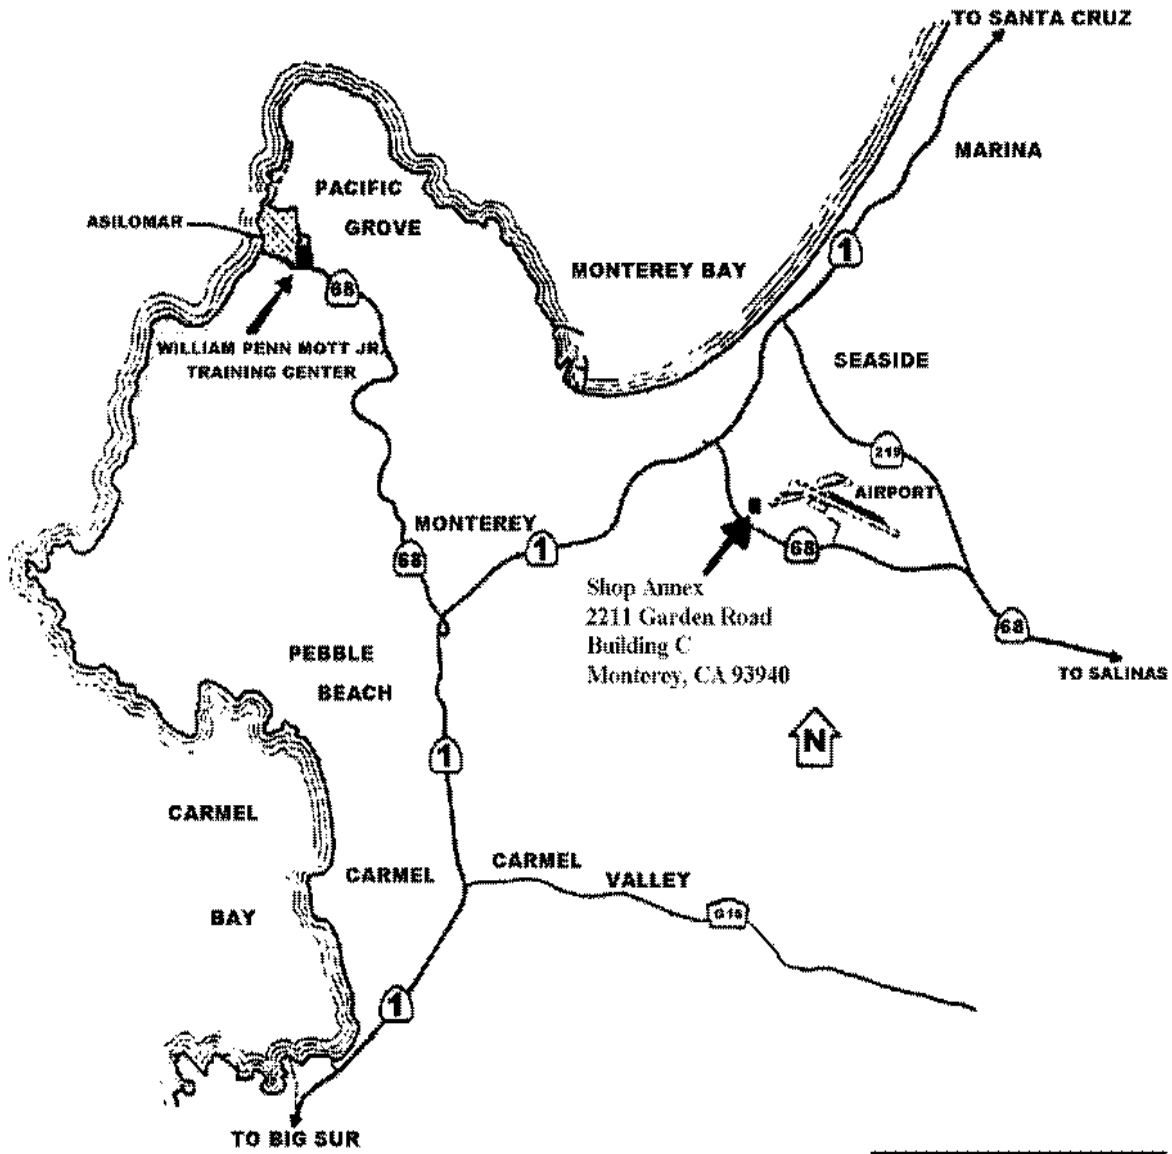 TO SANTA CRUZ
MARINA
PACIFIC
GROVE
ASILOMAR
1
MONTEREY BAY
68
WILLIAM PENN MOTT JR.
TRAINING CENTER
SEASIDE
219
AIRPORT
MONTEREY
1
68
68
Shop Annex
2211 Garden Road
Building C
Monterey, CA 93940
68
TO SALINAS
PEBBLE
BEACH
N
1
CARMEL
BAY
CARMEL
CARMEL
VALLEY
G16
1
TO BIG SUR